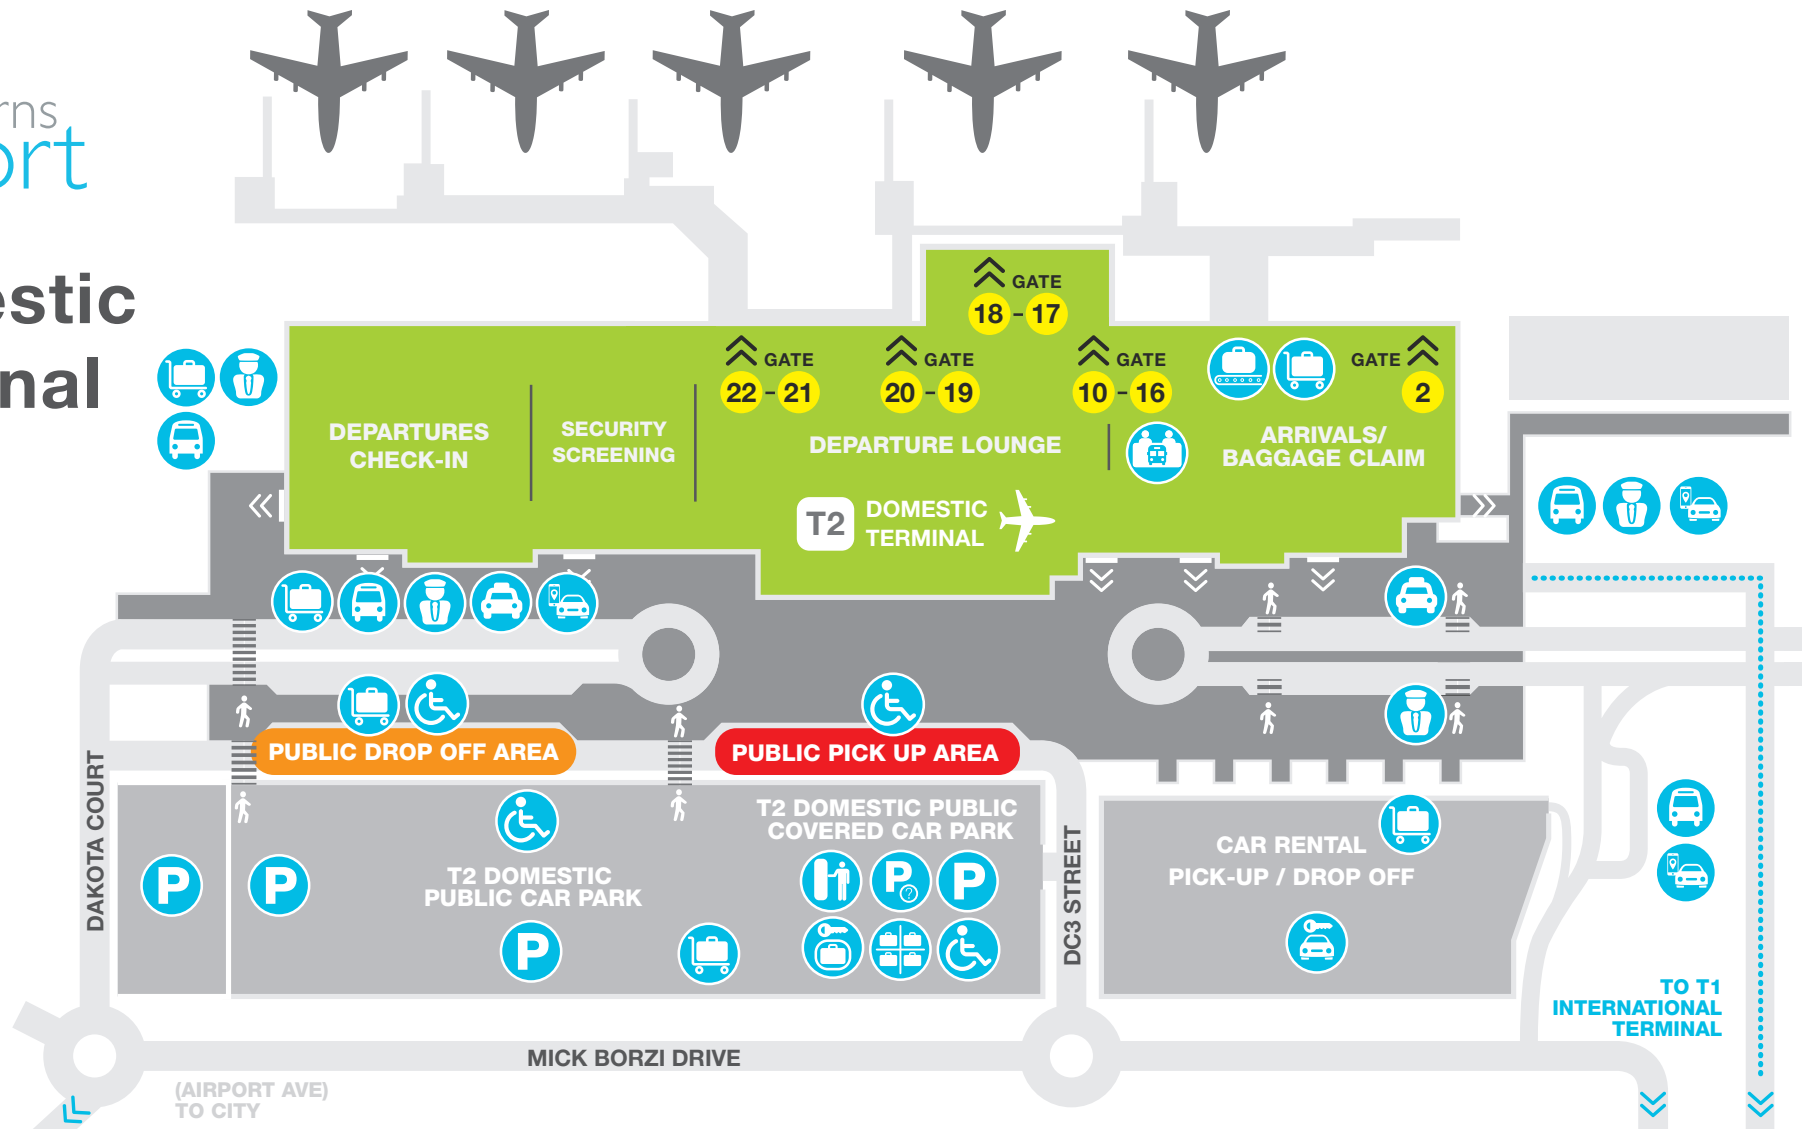 rns
ort
estic
nal
GATE
18 - 17
GATE
22 - 21
GATE
20 - 19
GATE
10 - 16
GATE
2
DEPARTURES
CHECK-IN
SECURITY
SCREENING
DEPARTURE LOUNGE
ARRIVALS/
BAGGAGE CLAIM
T2 DOMESTIC
TERMINAL
PUBLIC DROP OFF AREA
PUBLIC PICK UP AREA
DAKOTA COURT
T2 DOMESTIC
PUBLIC CAR PARK
T2 DOMESTIC PUBLIC
COVERED CAR PARK
P
P
P
P ?
P
DC3 STREET
CAR RENTAL
PICK-UP / DROP OFF
TO T1
INTERNATIONAL
TERMINAL
MICK BORZI DRIVE
(AIRPORT AVE)
TO CITY